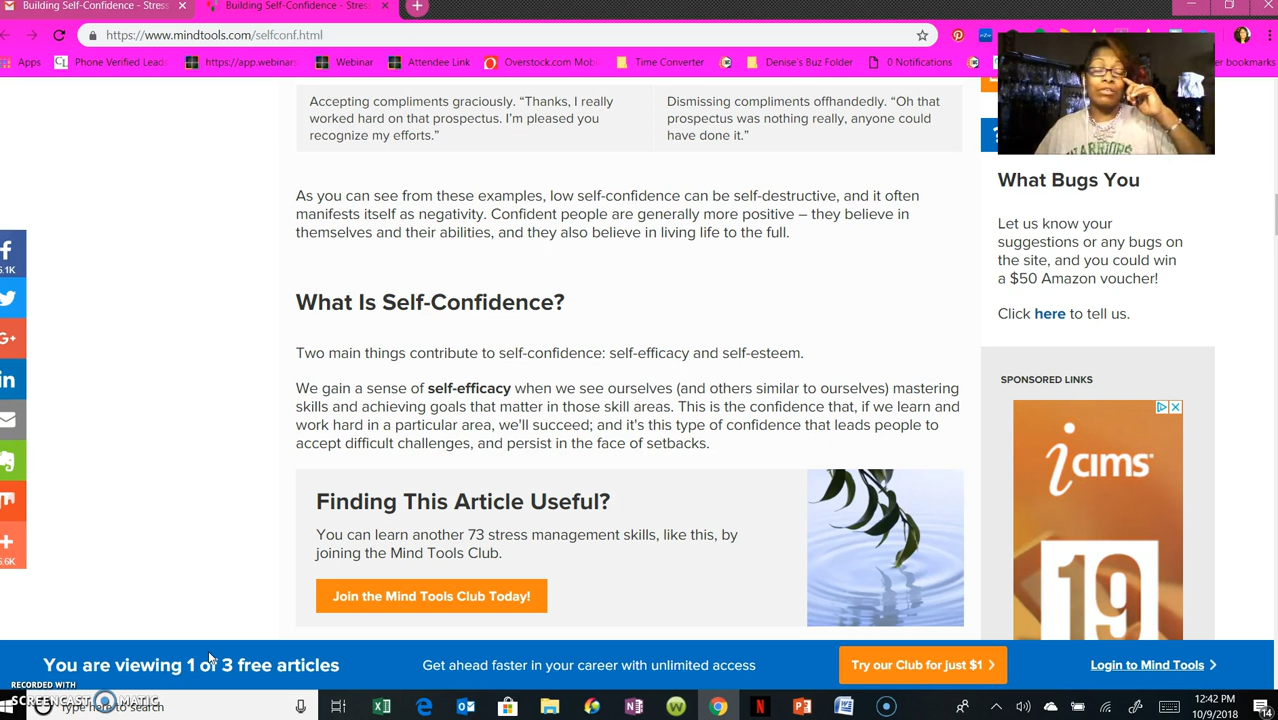 Building Self-Confidence - Stress
Building Self-Confidence - Stres
https://www.mindtools.com/selfconf.html
Apps
Phone Verified Lead
https://app.webinar
Webinar
Attendee Link
Overstock.com Mob
Time Converter
Denise's Buz Folder
0 Notifications
er bookmarks
Accepting compliments graciously. “Thanks, I really
worked hard on that prospectus. I’m pleased you
recognize my efforts.”
Dismissing compliments offhandedly. “Oh that
prospectus was nothing really, anyone could
have done it.”
WARRIORS
As you can see from these examples, low self-confidence can be self-destructive, and it often
manifests itself as negativity. Confident people are generally more positive – they believe in
themselves and their abilities, and they also believe in living life to the full.
What Is Self-Confidence?
Two main things contribute to self-confidence: self-efficacy and self-esteem.
We gain a sense of self-efficacy when we see ourselves (and others similar to ourselves) mastering
skills and achieving goals that matter in those skill areas. This is the confidence that, if we learn and
work hard in a particular area, we'll succeed; and it's this type of confidence that leads people to
accept difficult challenges, and persist in the face of setbacks.
Finding This Article Useful?
You can learn another 73 stress management skills, like this, by
joining the Mind Tools Club.
Join the Mind Tools Club Today!
What Bugs You
Let us know your
suggestions or any bugs on
the site, and you could win
a $50 Amazon voucher!
Click here to tell us.
SPONSORED LINKS
iCIMS
19
You are viewing 1 of 3 free articles
Get ahead faster in your career with unlimited access
Try our Club for just $1
Login to Mind Tools
RECORDED WITH
SCREENCAST MATIC
Type here to search
12:42 PM
10/9/2018
14